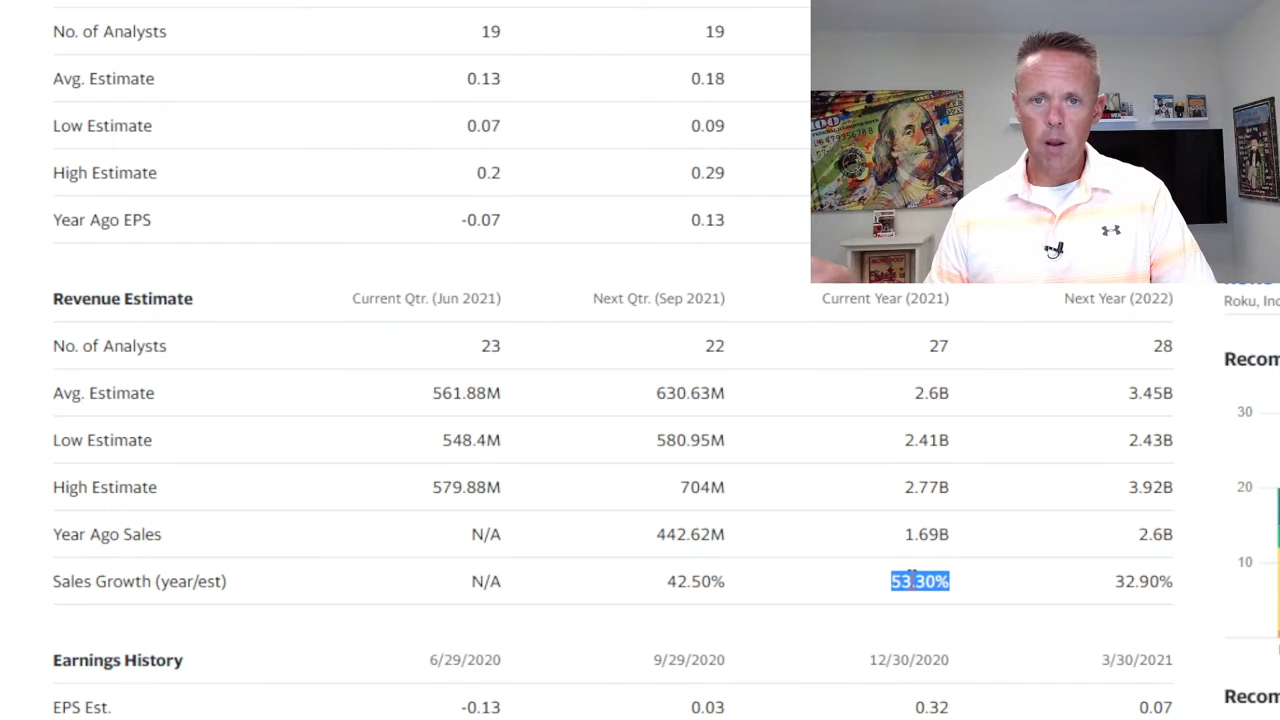 No. of Analysts 19 19
Avg. Estimate 0.13 0.18
Low Estimate 0.07 0.09
High Estimate 0.2 0.29
Year Ago EPS -0.07 0.13
Revenue Estimate Current Qtr. (Jun 2021) Next Qtr. (Sep 2021) Current Year (2021) Next Year (2022)
Roku, Inc
No. of Analysts 23 22 27 28
Recom
Avg. Estimate 561.88M 630.63M 2.6B 3.45B
30
Low Estimate 548.4M 580.95M 2.41B 2.43B
High Estimate 579.88M 704M 2.77B 3.92B
20
Year Ago Sales N/A 442.62M 1.69B 2.6B
10
Sales Growth (year/est) N/A 42.50% 53.30% 32.90%
Earnings History 6/29/2020 9/29/2020 12/30/2020 3/30/2021
Recom
EPS Est. -0.13 0.03 0.32 0.07